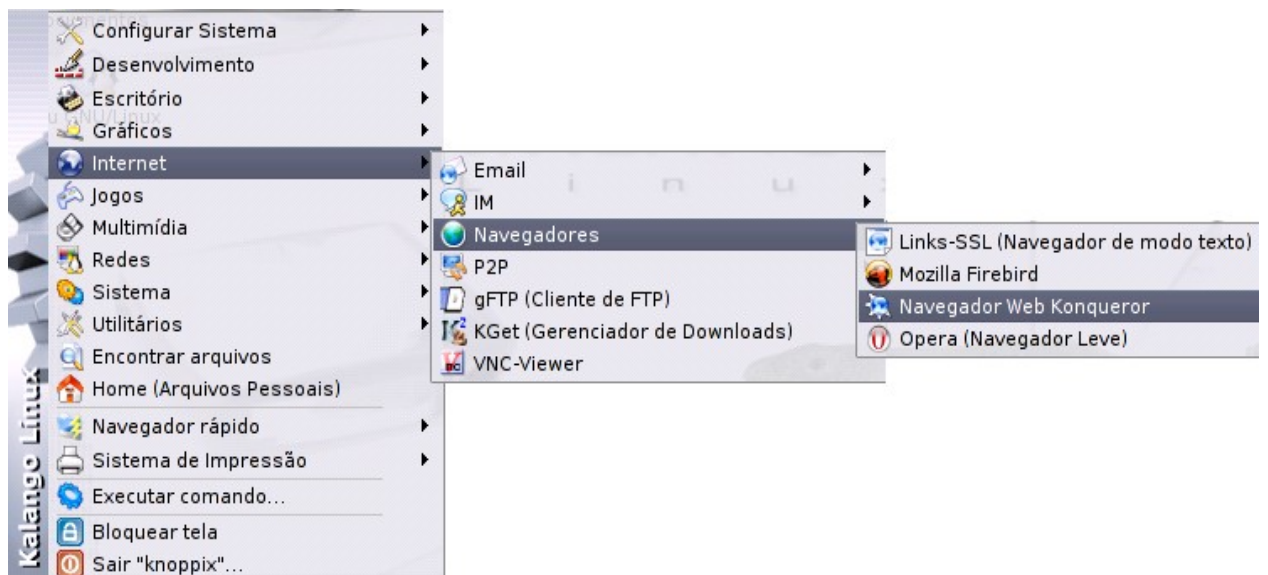 Configurar Sistema
Desenvolvimento
Escritório
u GNU/Linux
Gráficos
Internet
Jogos
Multimídia
Redes
Sistema
Utilitários
Encontrar arquivos
Home (Arquivos Pessoais)
Navegador rápido
Sistema de Impressão
Executar comando...
Bloquear tela
Sair "knoppix"...
Kalango Linux
Email
L i n u
IM
Navegadores
P2P
gFTP (Cliente de FTP)
KGet (Gerenciador de Downloads)
VNC-Viewer
Links-SSL (Navegador de modo texto)
Mozilla Firebird
Navegador Web Konqueror
Opera (Navegador Leve)